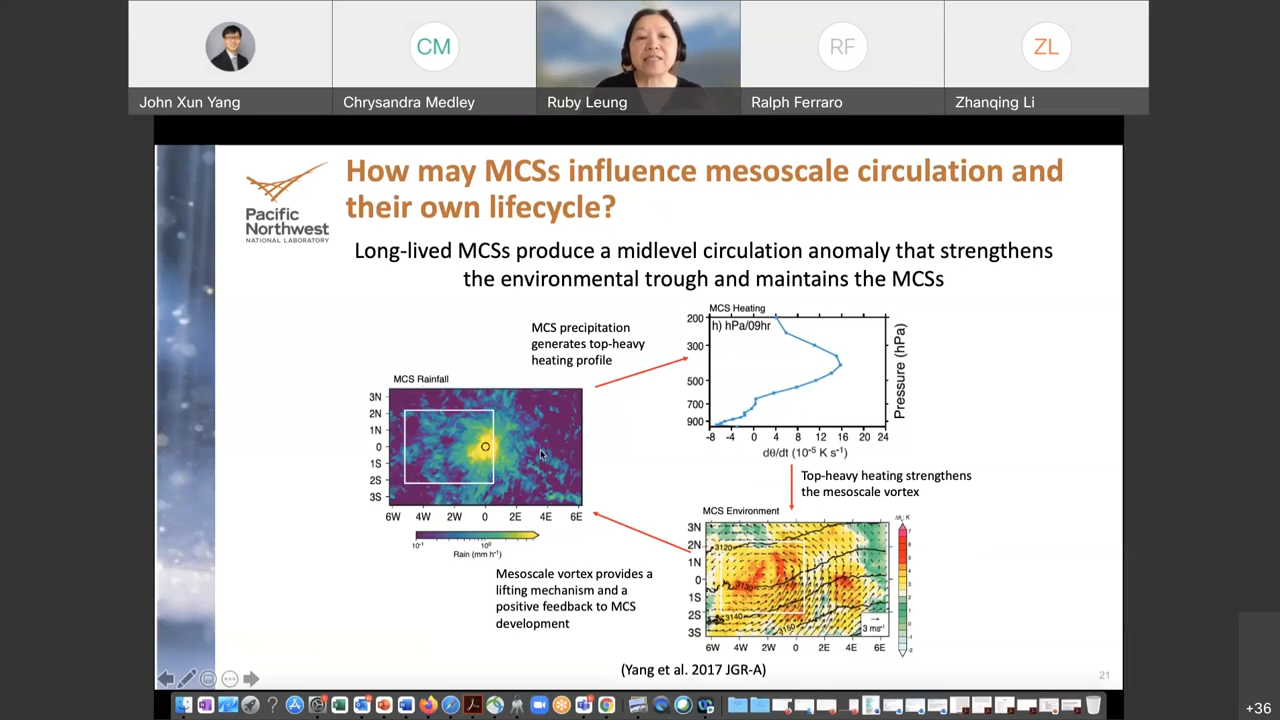 CM
RF
ZL
John Xun Yang
Chrysandra Medley
Ruby Leung
Ralph Ferraro
Zhanqing Li
Pacific
Northwest
NATIONAL LABORATORY
How may MCSs influence mesoscale circulation and
their own lifecycle?
Long-lived MCSs produce a midlevel circulation anomaly that strengthens
the environmental trough and maintains the MCSs
MCS precipitation
generates top-heavy
heating profile
MCS Heating
h) hPa/09hr
200
300
500
700
900
Pressure (hPa)
-8 -4 0 4 8 12 16 20 24
dθ/dt (10⁻⁵ K s⁻¹)
MCS Rainfall
3N
2N
1N
0
1S
2S
3S
6W 4W 2W 0 2E 4E 6E
10⁻¹ 10⁰
Rain (mm h⁻¹)
Top-heavy heating strengthens
the mesoscale vortex
MCS Environment
3N
2N
1N
0
1S
2S
3S
3120
3130
3140
3150
3 ms⁻¹
6W 4W 2W 0 2E 4E 6E
Mesoscale vortex provides a
lifting mechanism and a
positive feedback to MCS
development
(Yang et al. 2017 JGR-A)
21
+36